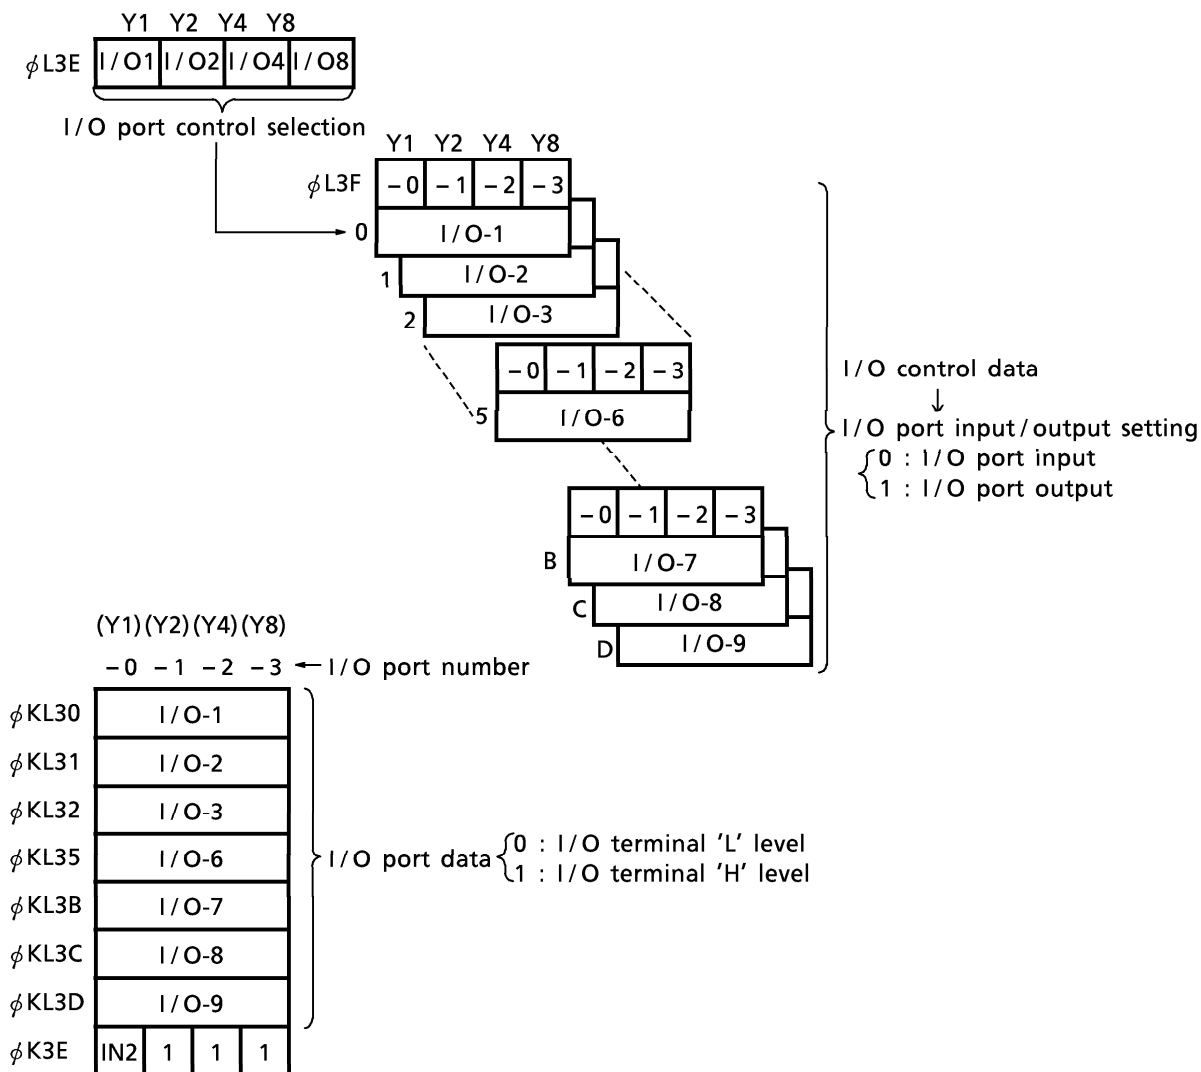 Y1 Y2 Y4 Y8
φL3E I/O1 I/O2 I/O4 I/O8
I/O port control selection
Y1 Y2 Y4 Y8
φL3F -0 -1 -2 -3
0 I/O-1
1 I/O-2
2 I/O-3
-0 -1 -2 -3
5 I/O-6
I/O control data
↓
I/O port input/output setting
0 : I/O port input
1 : I/O port output
-0 -1 -2 -3
B I/O-7
C I/O-8
D I/O-9
(Y1) (Y2) (Y4) (Y8)
-0 -1 -2 -3 ← I/O port number
φKL30 I/O-1
φKL31 I/O-2
φKL32 I/O-3
φKL35 I/O-6
φKL3B I/O-7
φKL3C I/O-8
φKL3D I/O-9
φK3E IN2 1 1 1
I/O port data
0 : I/O terminal 'L' level
1 : I/O terminal 'H' level